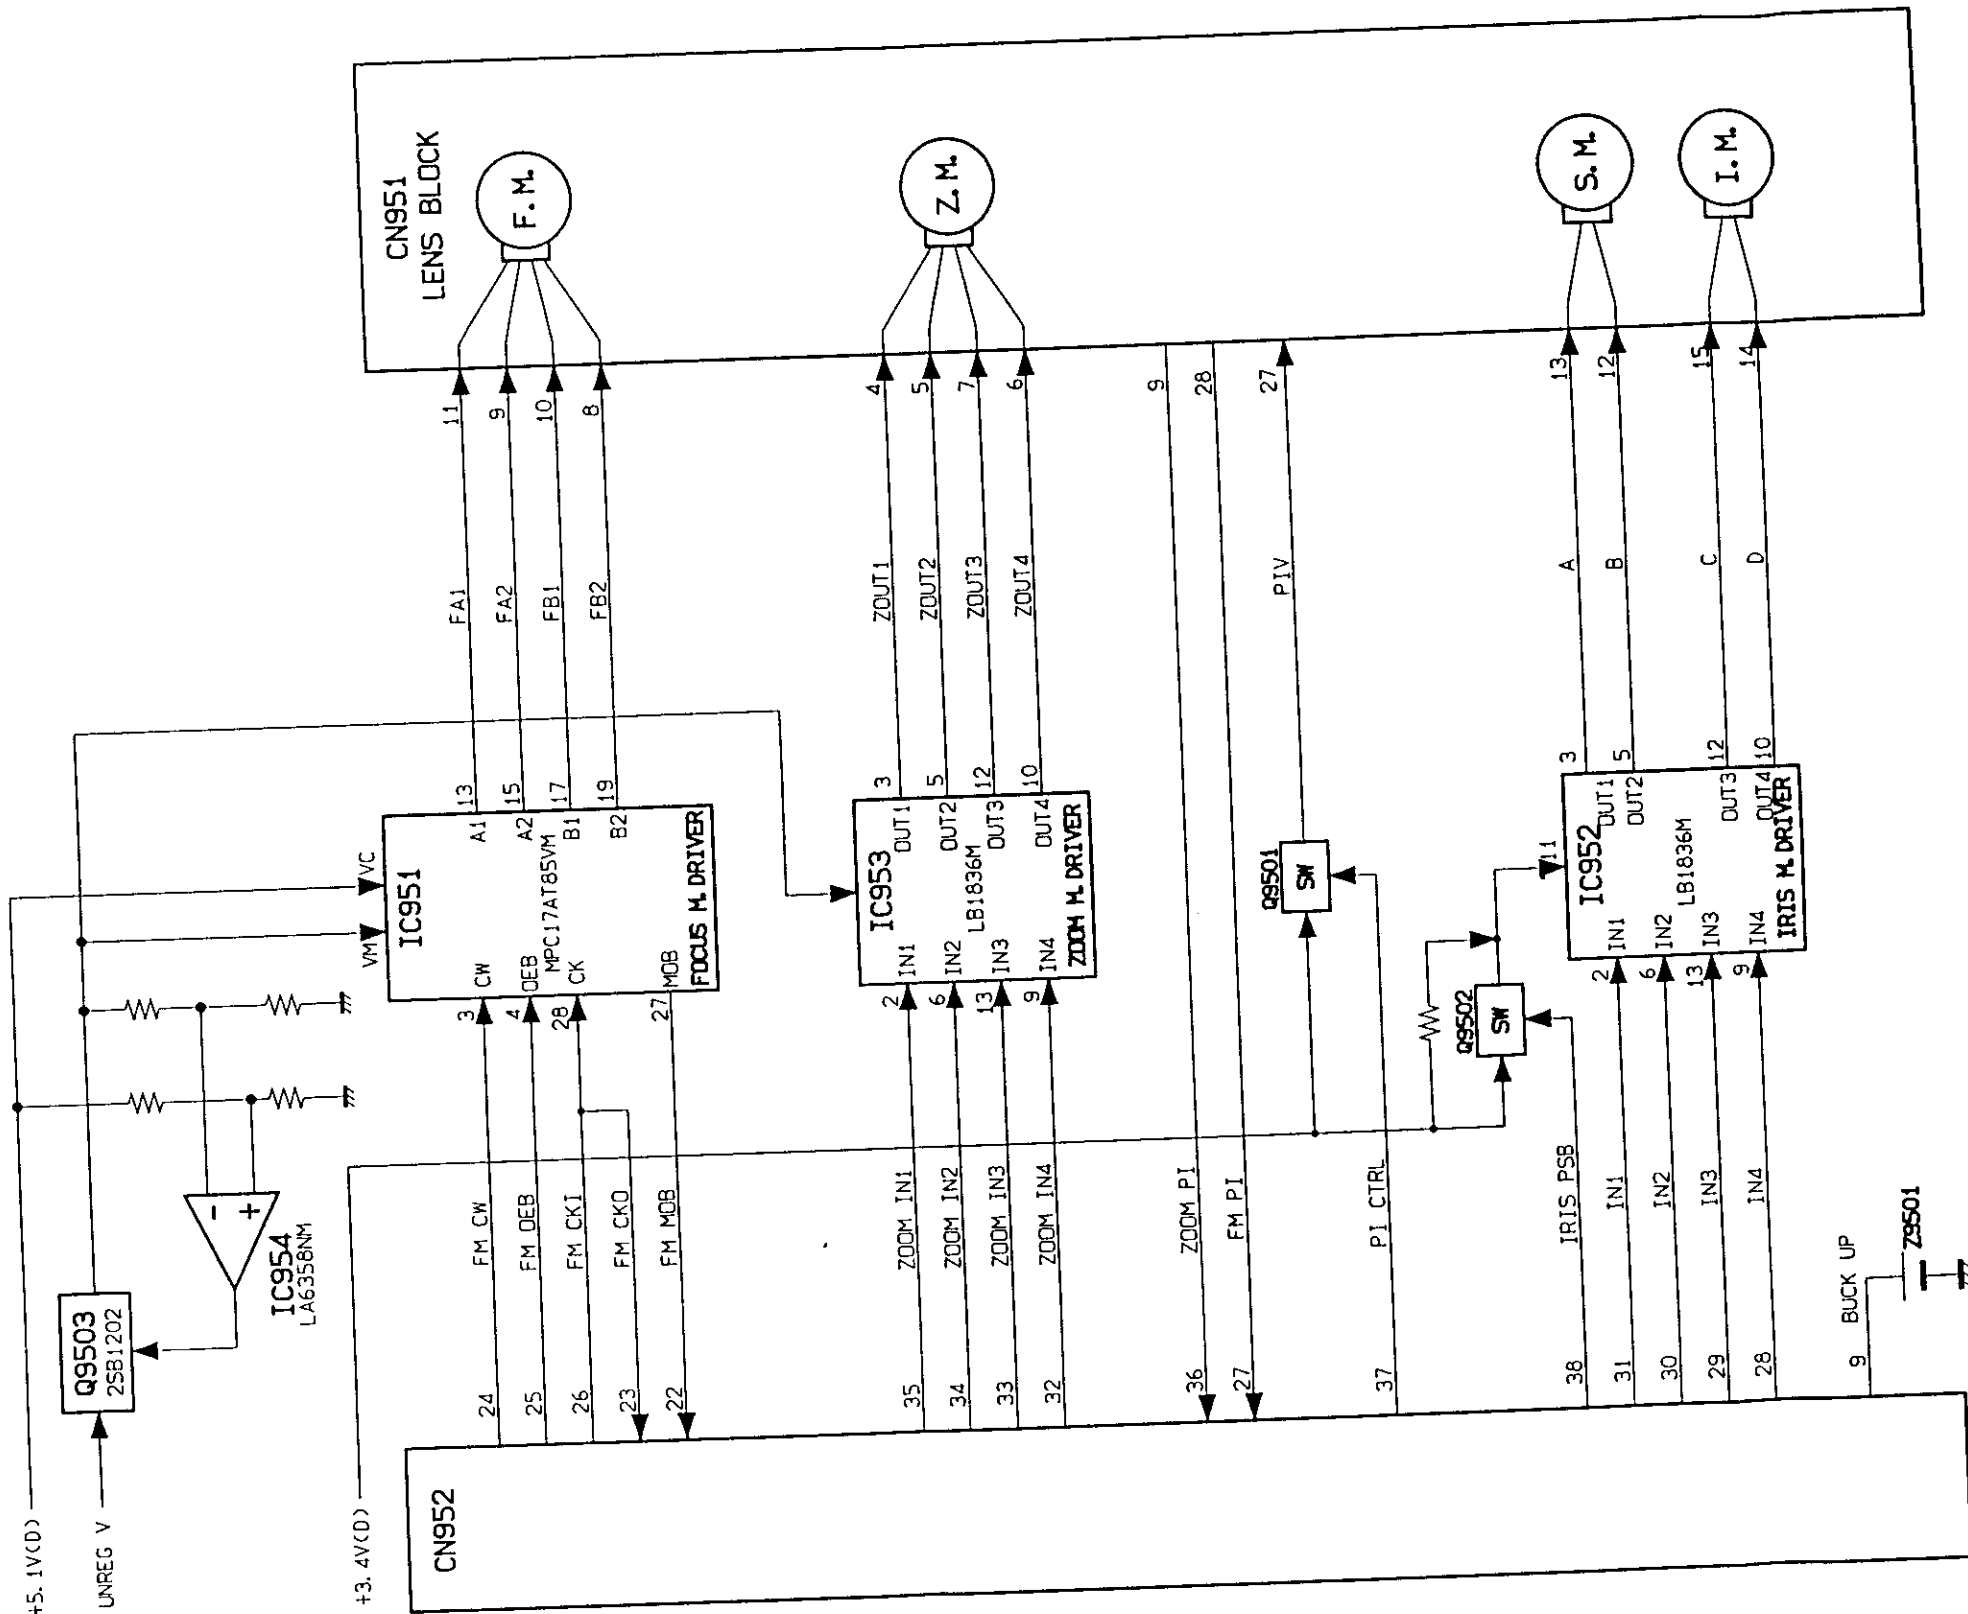 CN951
LENS BLOCK
F.M.
Z.M.
S.M.
I.M.
11
9
10
8
4
5
7
6
9
28
27
13
12
15
14
FA1
FA2
FB1
FB2
ZOUT1
ZOUT2
ZOUT3
ZOUT4
PIV
A
B
C
D
13
15
17
19
3
5
12
10
3
5
12
10
VC
VM
IC951
MPC17AT85VM
A1
A2
B1
B2
CW
OEB
CK
MOB
FOCUS M. DRIVER
3
4
28
27
IC953
LB1836M
OUT1
OUT2
OUT3
OUT4
IN1
IN2
IN3
IN4
ZOOM M. DRIVER
2
6
13
9
Q9501
SW
Q9502
SW
11
IC952
LB1836M
OUT1
OUT2
OUT3
OUT4
IN1
IN2
IN3
IN4
IRIS M. DRIVER
2
6
13
9
Q9503
2SB1202
-
+
IC954
LA6358NM
+5.1V(D)
UNREG V
+3.4V(D)
FM CW
FM OEB
FM CKI
FM CKO
FM MOB
ZOOM IN1
ZOOM IN2
ZOOM IN3
ZOOM IN4
ZOOM PI
FM PI
PI CTRL
IRIS PSB
IN1
IN2
IN3
IN4
BUCK UP
Z9501
24
25
26
23
22
35
34
33
32
36
27
37
38
31
30
29
28
9
CN952